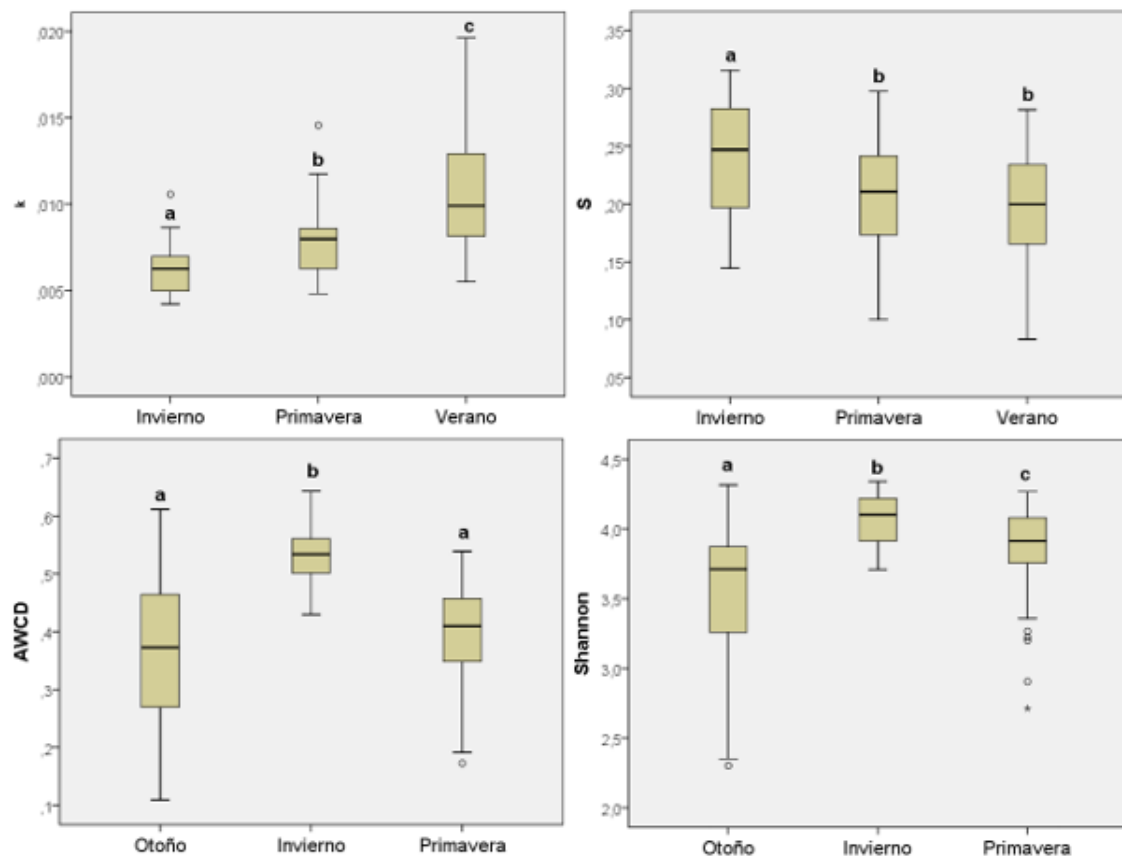 ,020
,015
,010
,005
,000
k
a
b
c
Invierno Primavera Verano
,35
,30
,25
,20
,15
,10
,05
S
a
b
b
Invierno Primavera Verano
,7
,6
,5
,4
,3
,2
,1
AWCD
a
b
a
Otoño Invierno Primavera
4,5
4,0
3,5
3,0
2,5
2,0
Shannon
a
b
c
Otoño Invierno Primavera